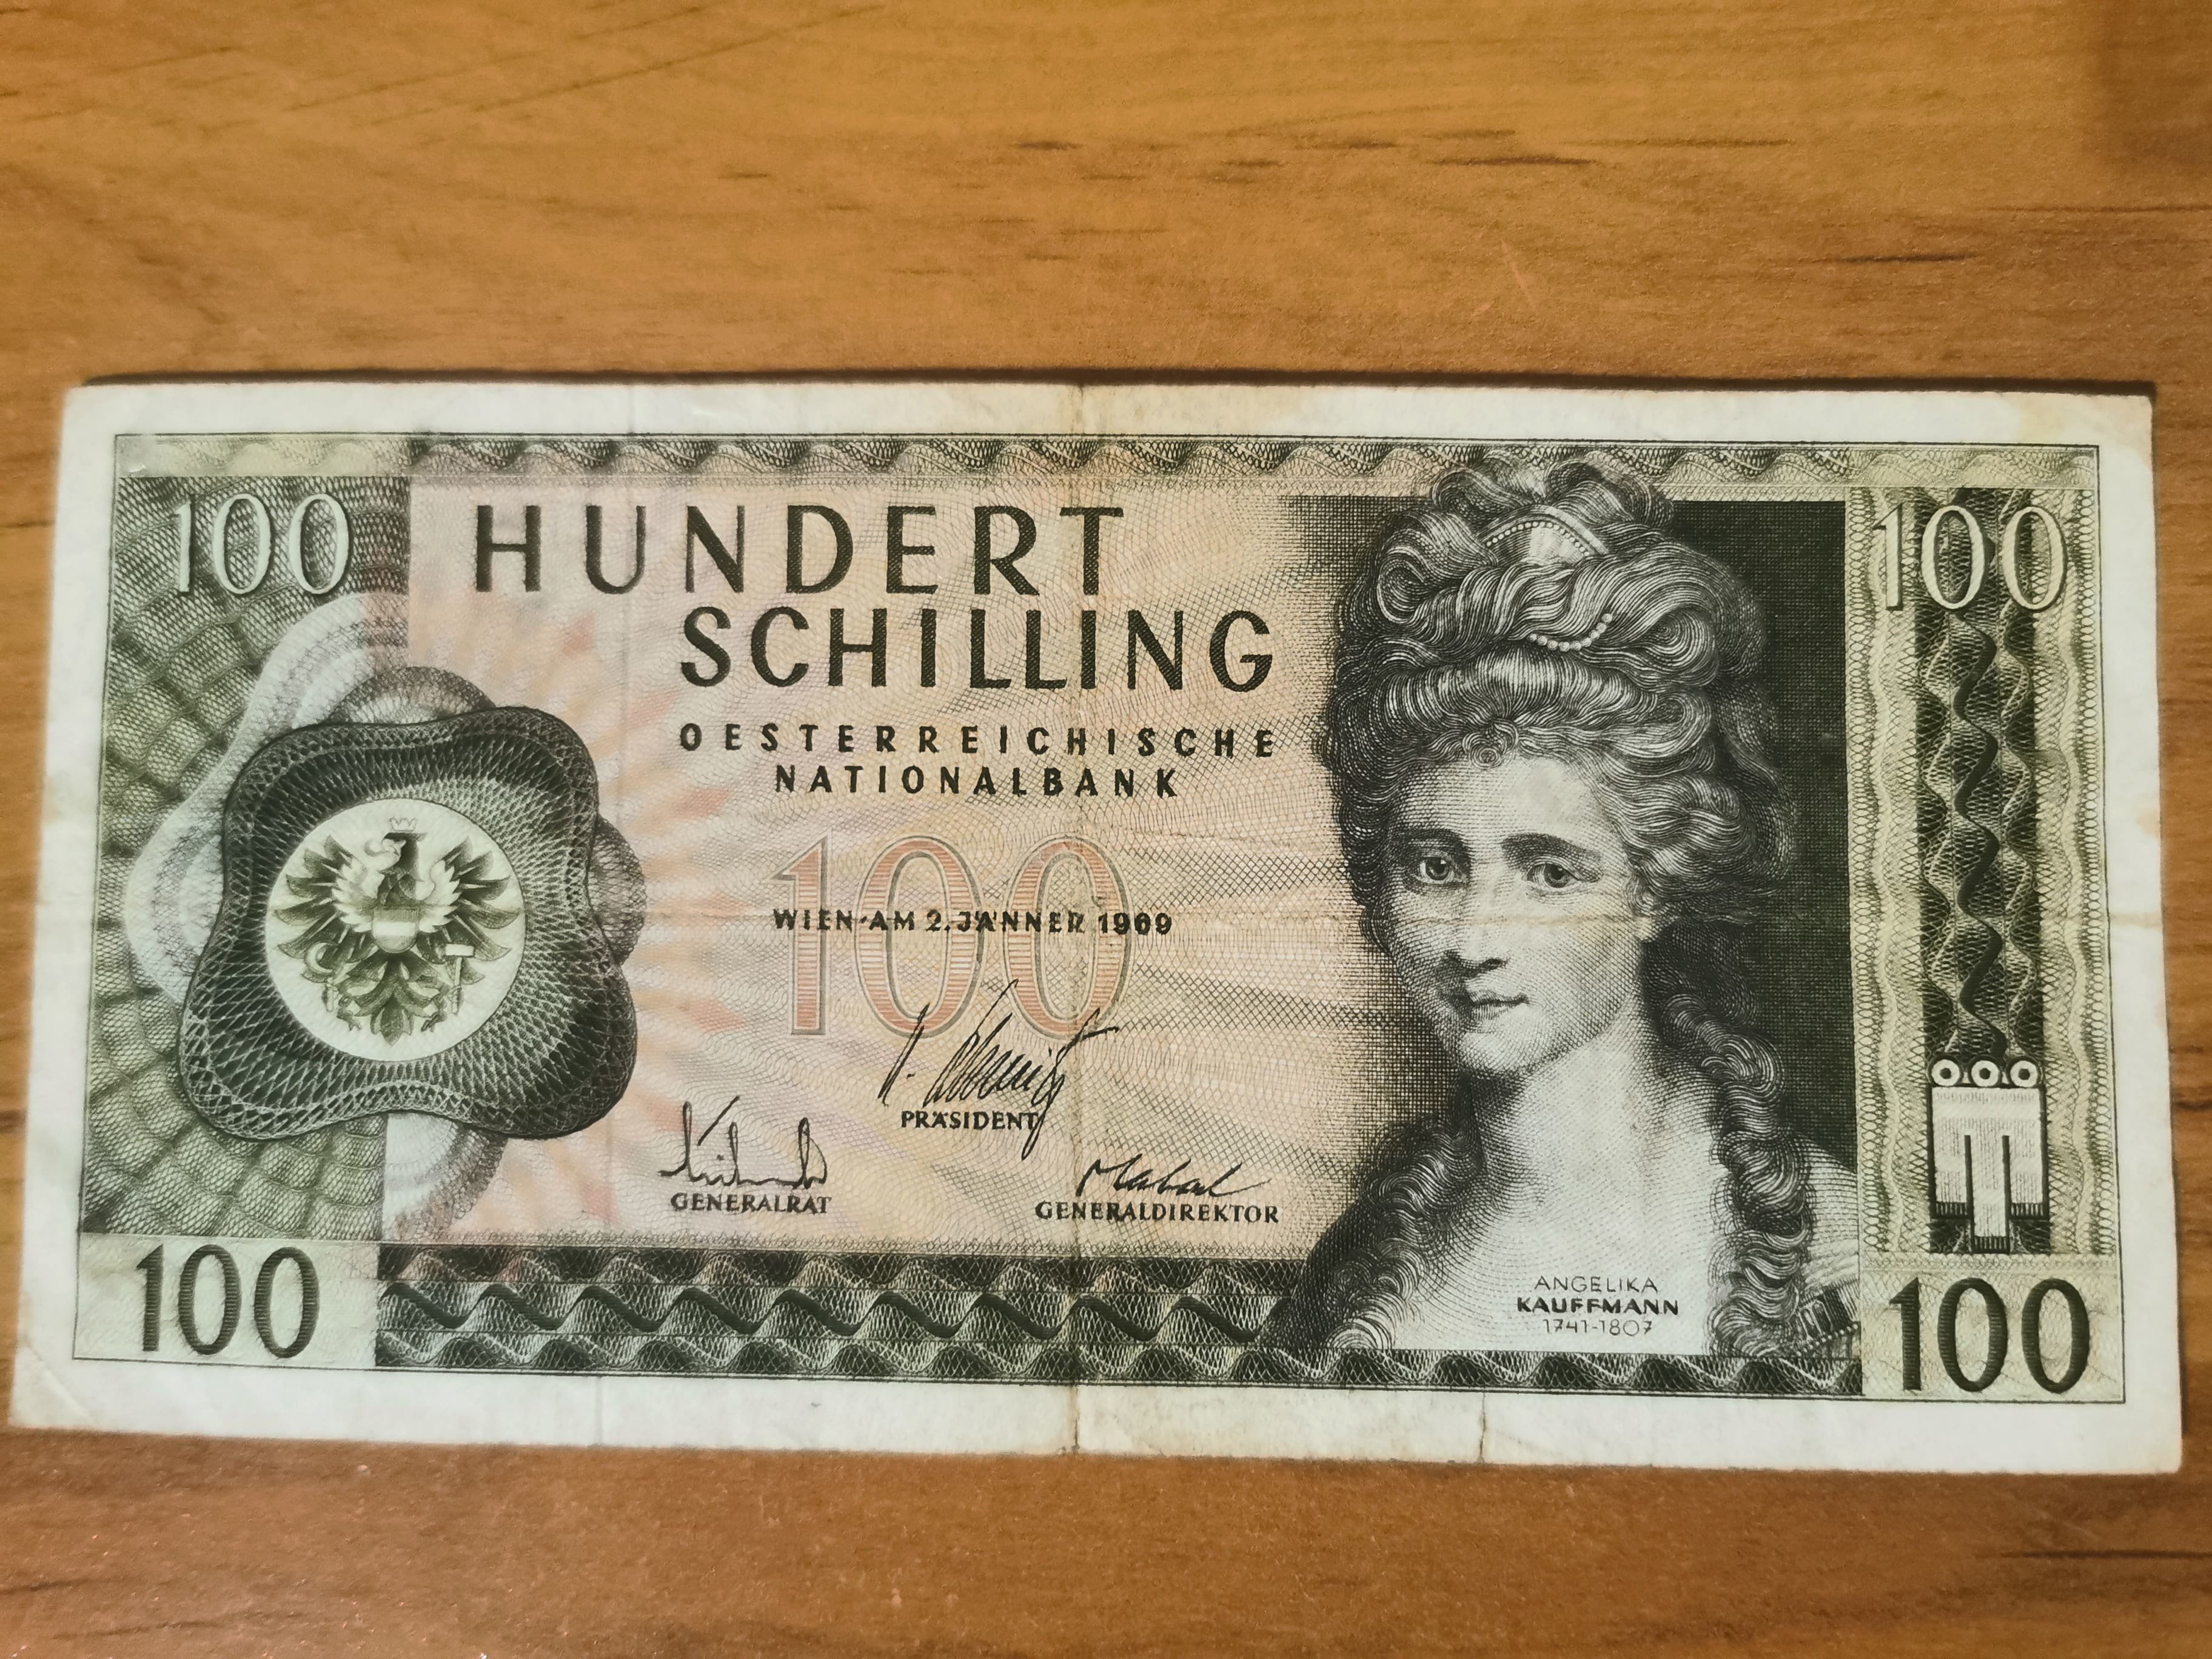 100
HUNDERT
100
SCHILLING
OESTERREICHISCHE
NATIONALBANK
100
WIEN·AM 2. JÄNNER 1969
PRÄSIDENT
GENERALRAT
GENERALDIREKTOR
ANGELIKA
KAUFFMANN
1741-1807
100
100